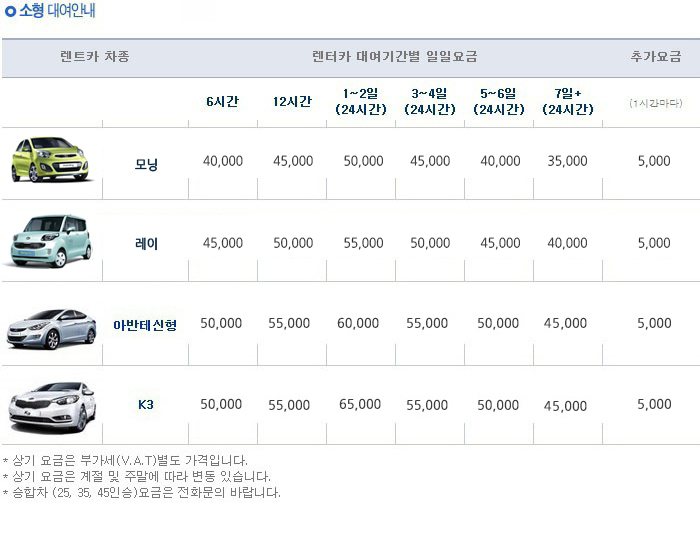 소형 대여안내
렌트카 차종 렌터카 대여기간별 일일요금 추가요금
6시간 12시간 1~2일 (24시간) 3~4일 (24시간) 5~6일 (24시간) 7일+ (24시간) (1시간마다)
모닝 40,000 45,000 50,000 45,000 40,000 35,000 5,000
레이 45,000 50,000 55,000 50,000 45,000 40,000 5,000
아반테신형 50,000 55,000 60,000 55,000 50,000 45,000 5,000
K3 50,000 55,000 65,000 55,000 50,000 45,000 5,000
* 상기 요금은 부가세(V.A.T)별도 가격입니다.
* 상기 요금은 계절 및 주말에 따라 변동 있습니다.
* 승합차 (25, 35, 45인승)요금은 전화문의 바랍니다.